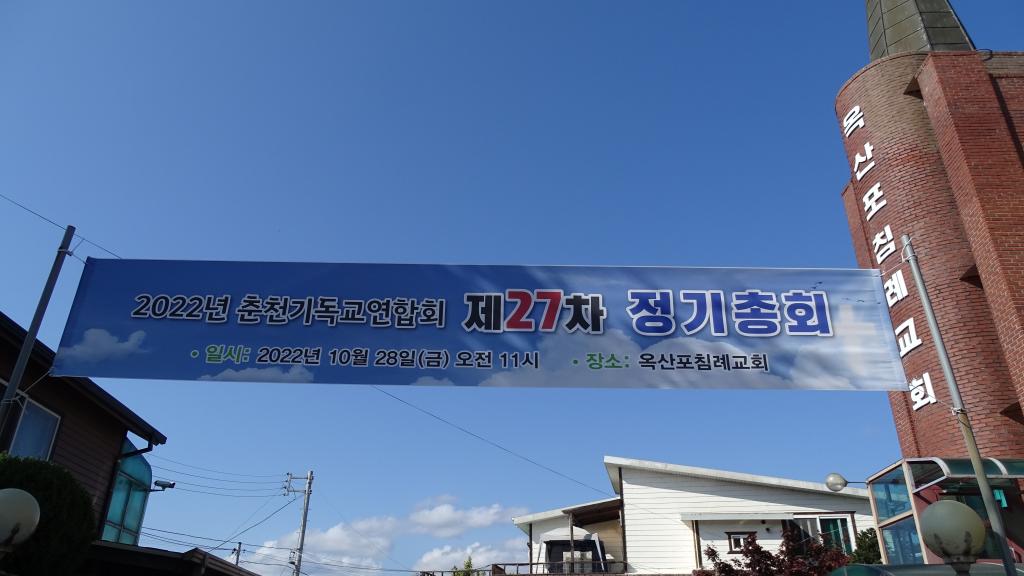 2022년 춘천기독교연합회 제27차 정기총회
• 일시: 2022년 10월 28일(금) 오전 11시 • 장소: 옥산포침례교회
옥산포침례교회